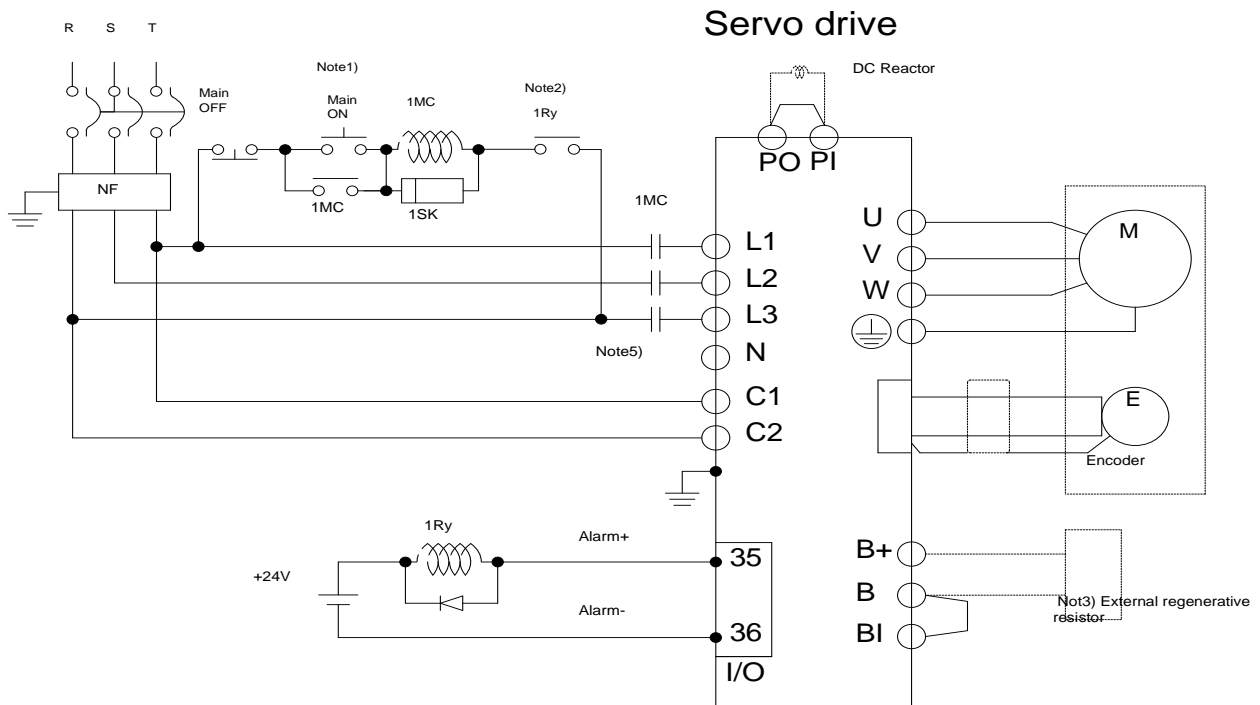 Servo drive
R S T
DC Reactor
Note1)
Main
OFF
Main
ON
1MC
Note2)
1Ry
PO PI
NF
1MC
1SK
1MC
U
M
L1
V
L2
W
L3
Note5)
N
C1
E
C2
Encoder
1Ry
Alarm+
35
B+
+24V
Alarm-
B
Not3) External regenerative
resistor
36
BI
I/O